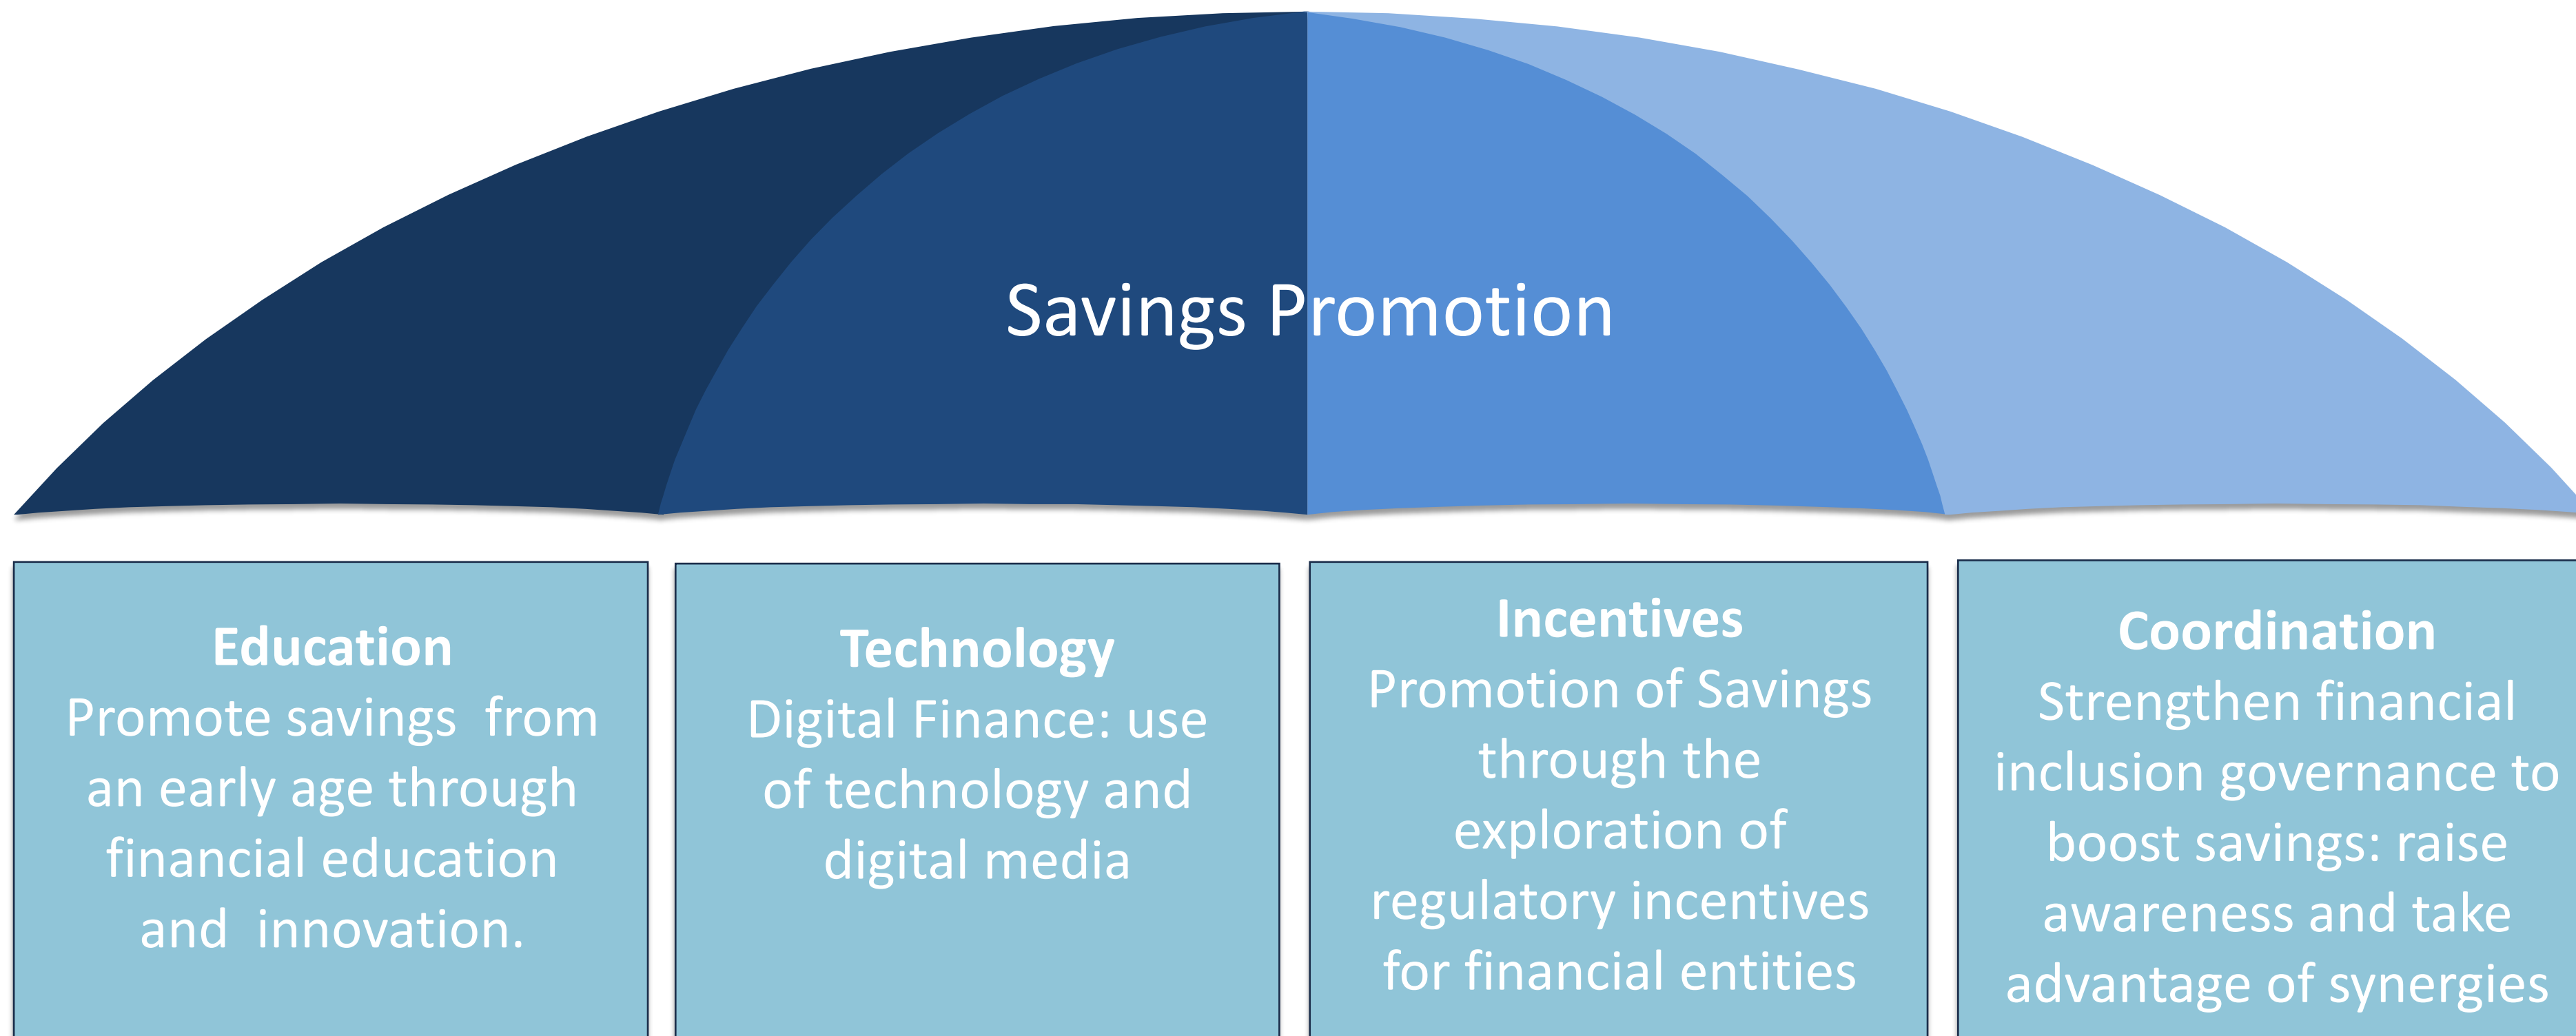 Savings Promotion
Education
Promote savings  from
an early age through
financial education
and  innovation.
Technology
Digital Finance: use
of technology and
digital media
Incentives
Promotion of Savings
through the
exploration of
regulatory incentives
for financial entities
Coordination
Strengthen financial
inclusion governance to
boost savings: raise
awareness and take
advantage of synergies